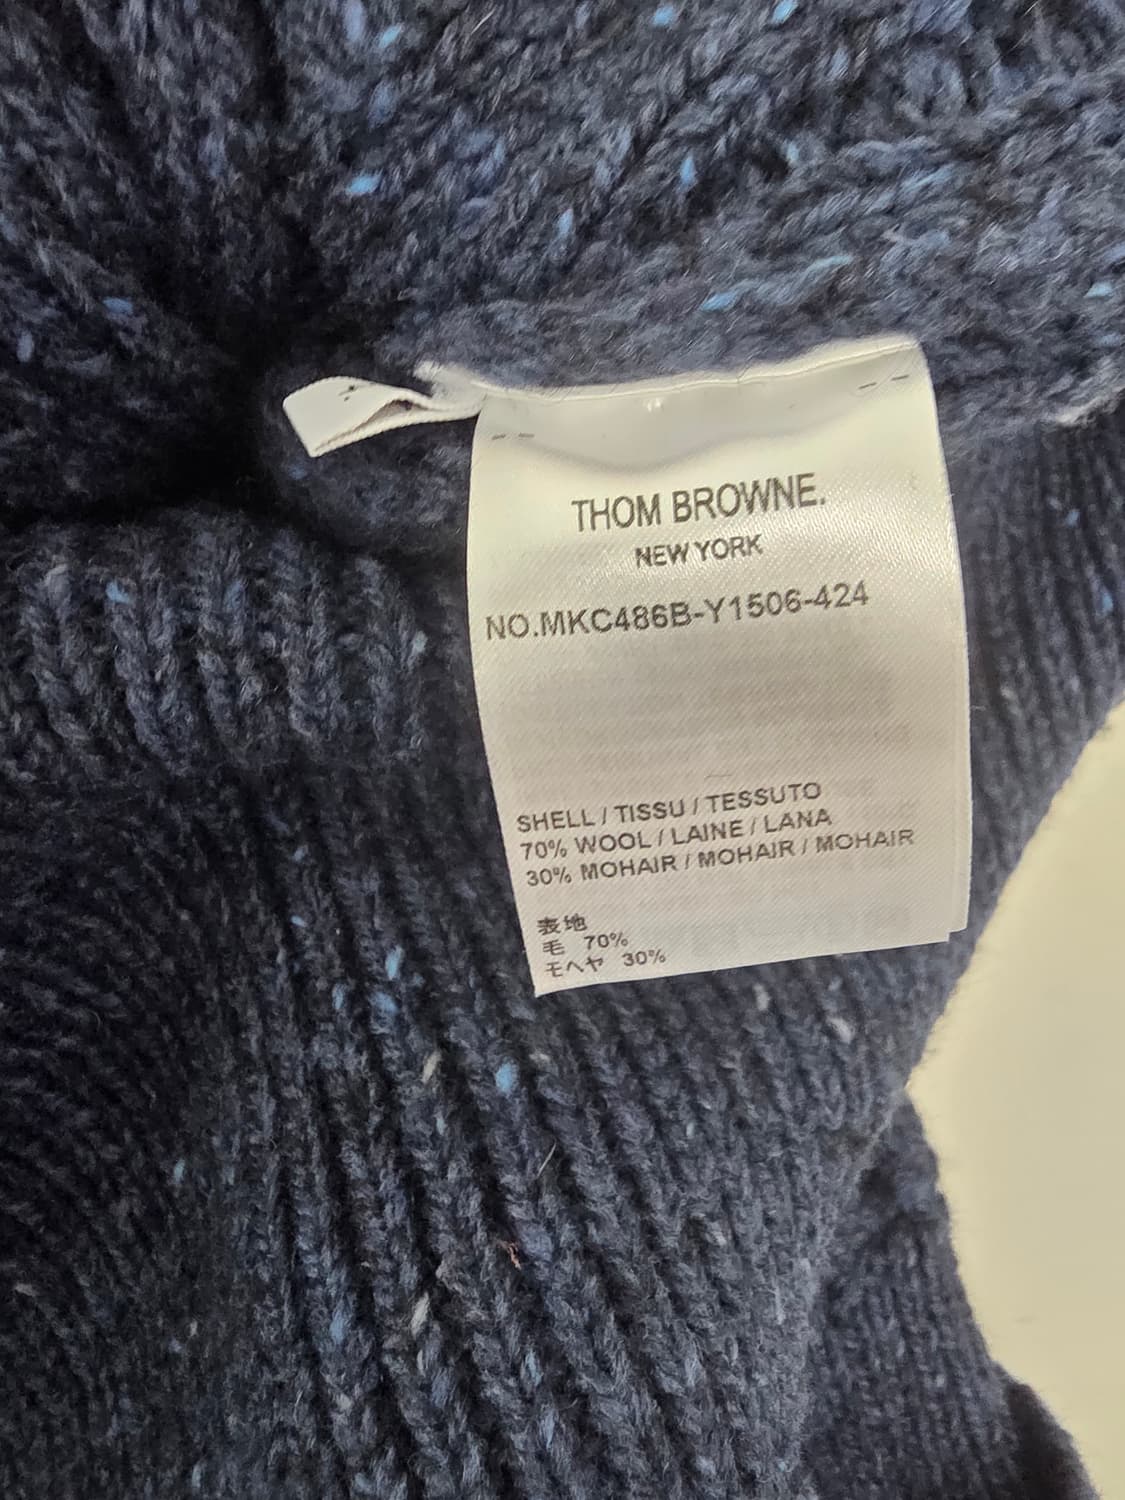 THOM BROWNE.
NEW YORK
NO.MKC486B-Y1506-424
SHELL / TISSU / TESSUTO
70% WOOL / LAINE / LANA
30% MOHAIR / MOHAIR / MOHAIR
表地
毛 70%
モヘヤ 30%